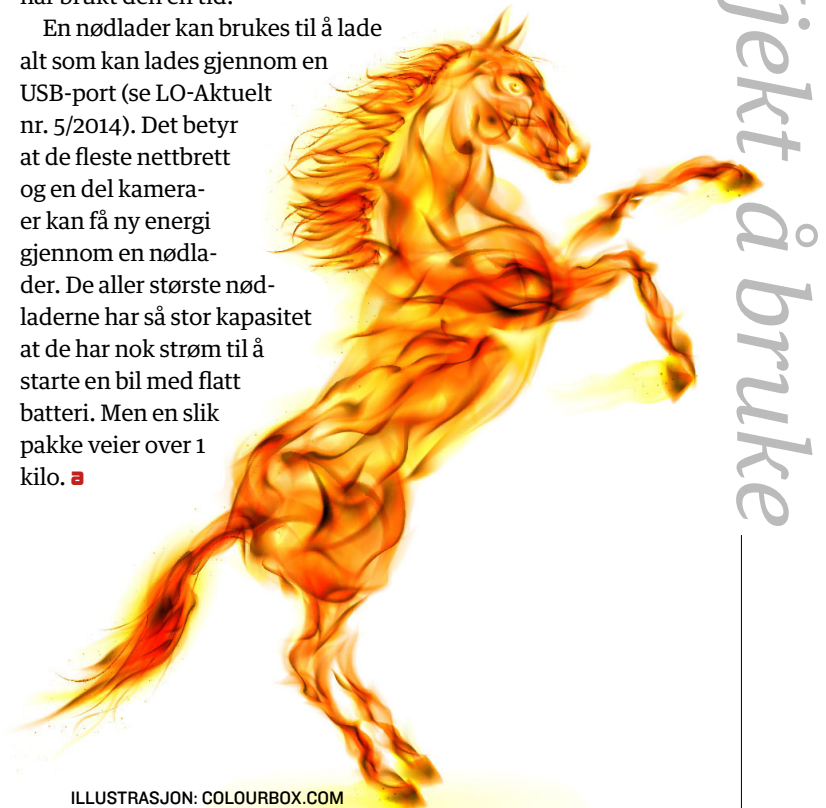 En nødlader kan brukes til å lade
alt som kan lades gjennom en
USB-port (se LO-Aktuelt
nr. 5/2014). Det betyr
at de fleste nettbrett
og en del kamera-
er kan få ny energi
gjennom en nødla-
der. De aller største nød-
laderne har så stor kapasitet
at de har nok strøm til å
starte en bil med flatt
batteri. Men en slik
pakke veier over 1
kilo. a
å bruke
ILLUSTRASJON: COLOURBOX.COM